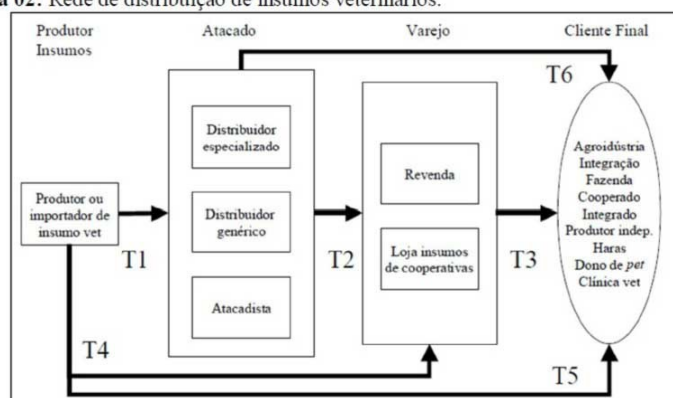 a 02: Rede de distribuição de insumos veterinários.
Produtor
Insumos
Atacado
Varejo
Cliente Final
T6
Distribuidor
especializado
Distribuidor
genérico
Atacadista
Produtor ou
importador de
insumo vet
T1
T2
T3
T4
T5
Revenda
Loja insumos
de cooperativas
Agroidústria
Integração
Fazenda
Cooperado
Integrado
Produtor indep.
Haras
Dono de pet
Clínica vet